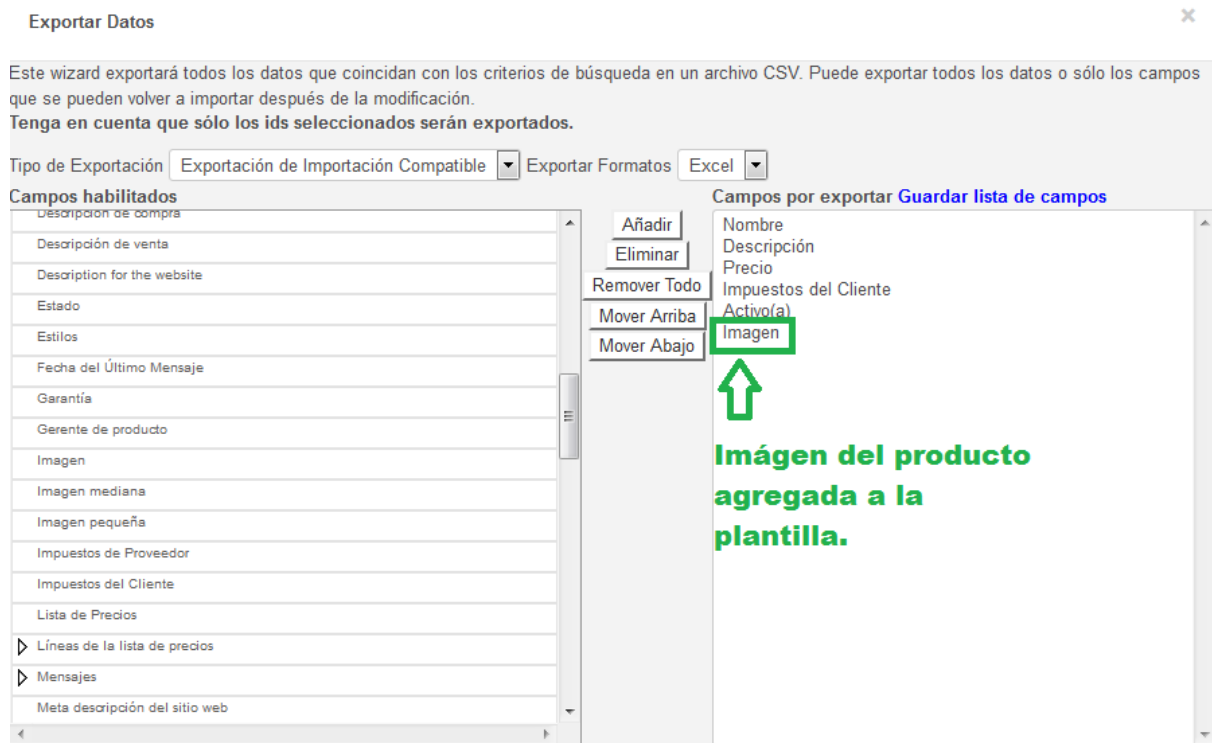 Exportar Datos
Este wizard exportará todos los datos que coincidan con los criterios de búsqueda en un archivo CSV. Puede exportar todos los datos o sólo los campos
que se pueden volver a importar después de la modificación.
Tenga en cuenta que sólo los ids seleccionados serán exportados.
Tipo de Exportación Exportación de Importación Compatible Exportar Formatos Excel
Campos habilitados
Descripción de compra
Descripción de venta
Description for the website
Estado
Estilos
Fecha del Último Mensaje
Garantía
Gerente de producto
Imagen
Imagen mediana
Imagen pequeña
Impuestos de Proveedor
Impuestos del Cliente
Lista de Precios
Líneas de la lista de precios
Mensajes
Meta descripción del sitio web
Añadir
Eliminar
Remover Todo
Mover Arriba
Mover Abajo
Campos por exportar Guardar lista de campos
Nombre
Descripción
Precio
Impuestos del Cliente
Activo(a)
Imagen
Imágen del producto
agregada a la
plantilla.